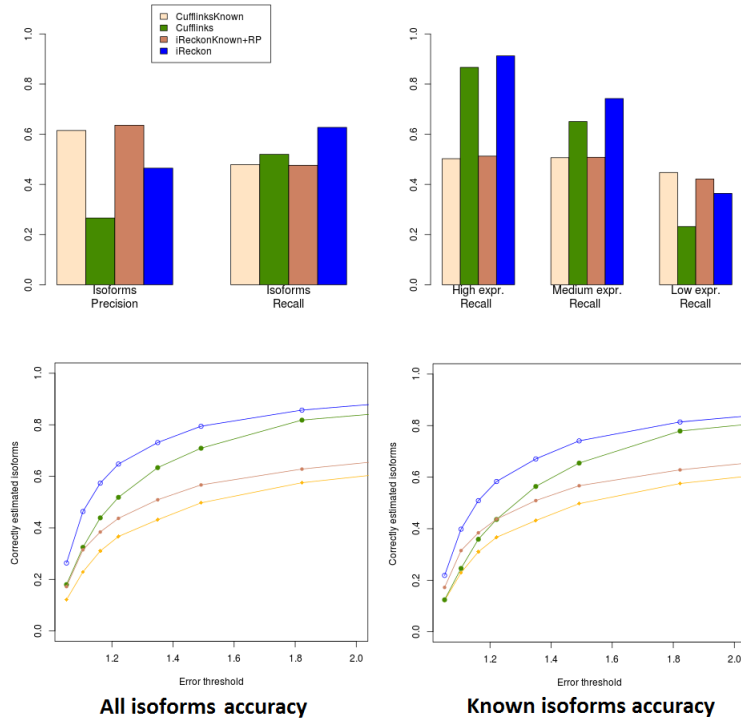 CufflinksKnown
Cufflinks
iReckonKnown+RP
iReckon
0.0 0.2 0.4 0.6 0.8 1.0
Isoforms Precision
Isoforms Recall
0.0 0.2 0.4 0.6 0.8 1.0
High expr. Recall
Medium expr. Recall
Low expr. Recall
Correctly estimated isoforms
0.0 0.2 0.4 0.6 0.8 1.0
1.2 1.4 1.6 1.8 2.0
Error threshold
All isoforms accuracy
Correctly estimated isoforms
0.0 0.2 0.4 0.6 0.8 1.0
1.2 1.4 1.6 1.8 2.0
Error threshold
Known isoforms accuracy